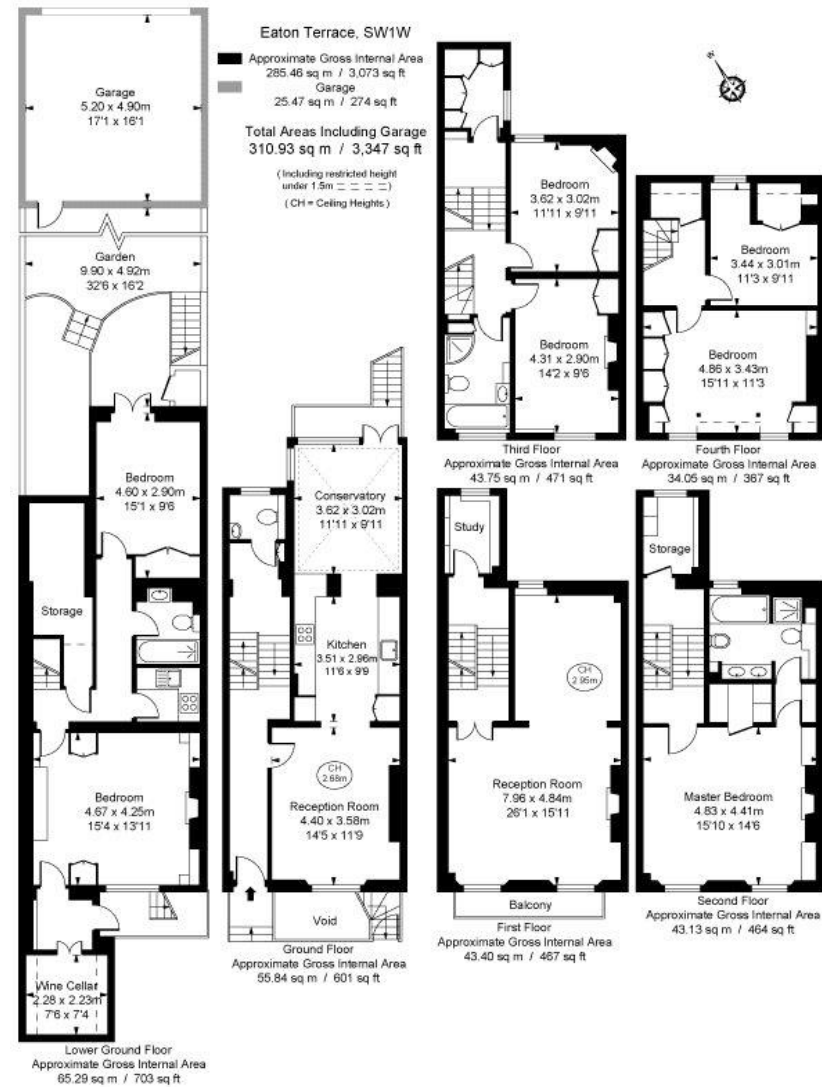 Eaton Terrace, SW1W
Approximate Gross Internal Area
285.46 sq m / 3,073 sq ft
Garage
25.47 sq m / 274 sq ft
Total Areas Including Garage
310.93 sq m / 3,347 sq ft
(Including restricted height
under 1.5m )
( CH = Ceiling Heights )
Garage
5.20 x 4.90m
17'1 x 16'1
Garden
9.90 x 4.92m
32'6 x 16'2
Bedroom
4.60 x 2.90m
15'1 x 9'6
Storage
Bedroom
4.67 x 4.25m
15'4 x 13'11
Wine Cellar
2.28 x 2.23m
7'6 x 7'4
Lower Ground Floor
Approximate Gross Internal Area
65.29 sq m / 703 sq ft
Conservatory
3.62 x 3.02m
11'11 x 9'11
Kitchen
3.51 x 2.96m
11'6 x 9'9
CH
2.68m
Reception Room
4.40 x 3.58m
14'5 x 11'9
Void
Ground Floor
Approximate Gross Internal Area
55.84 sq m / 601 sq ft
N
Bedroom
3.62 x 3.02m
11'11 x 9'11
Bedroom
4.31 x 2.90m
14'2 x 9'6
Third Floor
Approximate Gross Internal Area
43.75 sq m / 471 sq ft
Bedroom
3.44 x 3.01m
11'3 x 9'11
Bedroom
4.86 x 3.43m
15'11 x 11'3
Fourth Floor
Approximate Gross Internal Area
34.05 sq m / 367 sq ft
Study
CH
2.95m
Reception Room
7.96 x 4.84m
26'1 x 15'11
Balcony
First Floor
Approximate Gross Internal Area
43.40 sq m / 467 sq ft
Storage
Master Bedroom
4.83 x 4.41m
15'10 x 14'6
Second Floor
Approximate Gross Internal Area
43.13 sq m / 464 sq ft